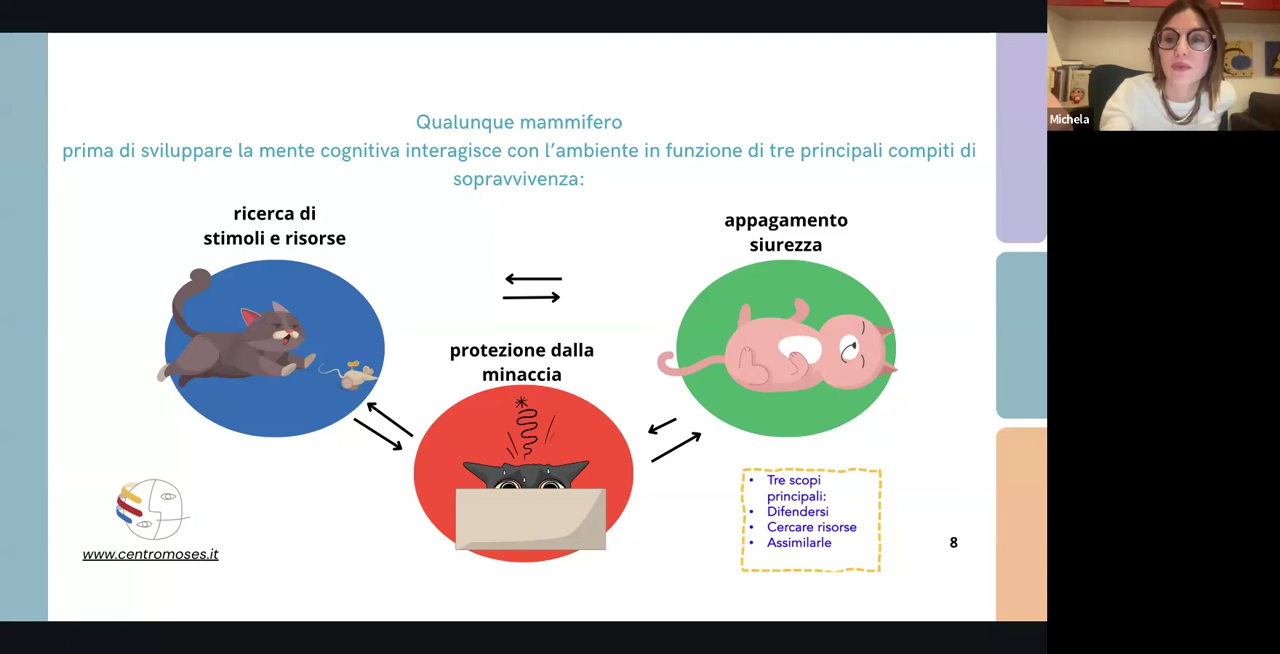 Michela
Qualunque mammifero
prima di sviluppare la mente cognitiva interagisce con l’ambiente in funzione di tre principali compiti di
sopravvivenza:
ricerca di
stimoli e risorse
appagamento
siurezza
protezione dalla
minaccia
• Tre scopi
principali:
• Difendersi
• Cercare risorse
• Assimilarle
www.centromoses.it
8